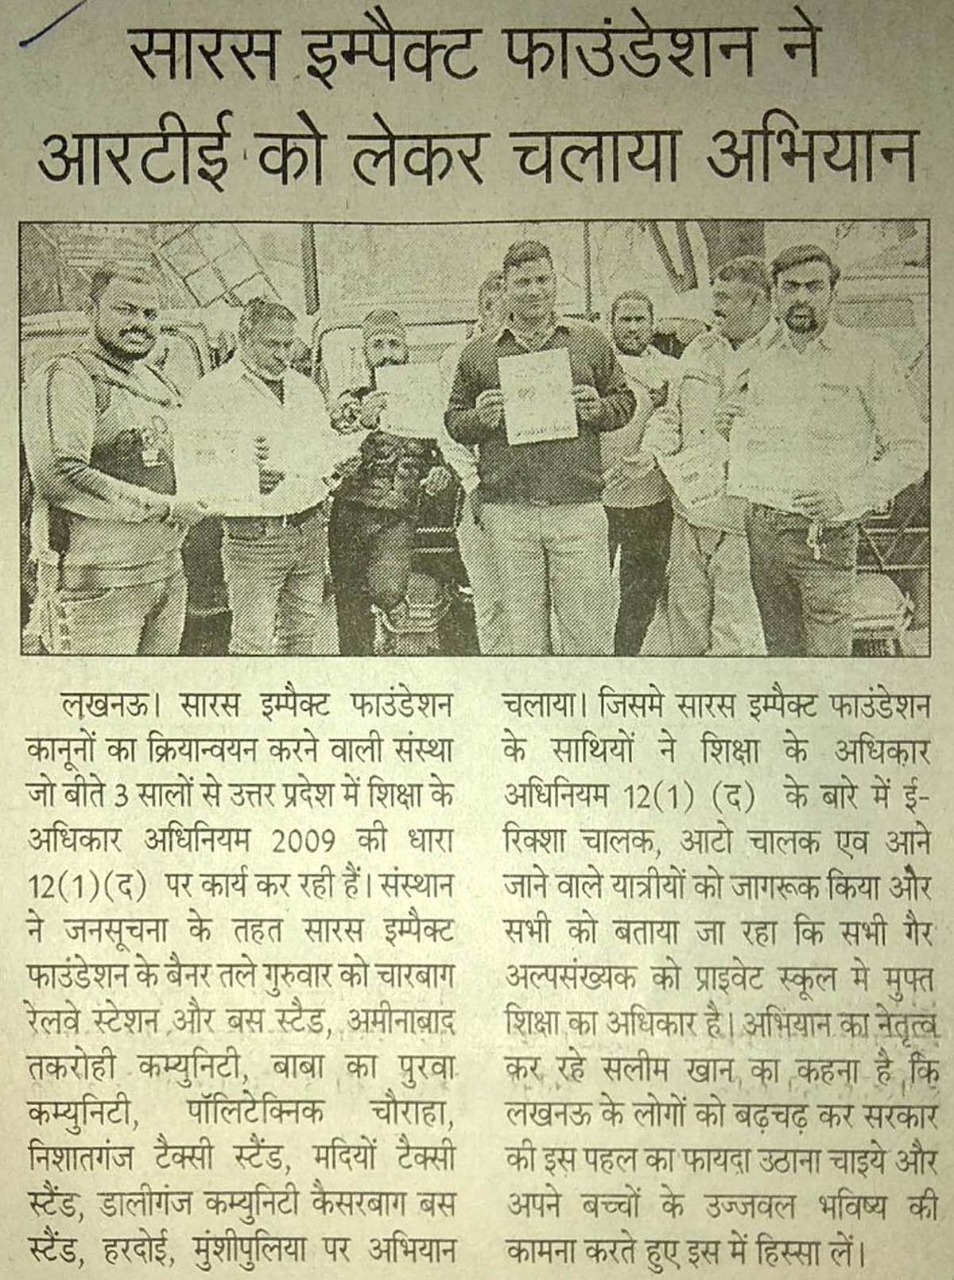 सारस इम्पैक्ट फाउंडेशन ने
आरटीई को लेकर चलाया अभियान
लखनऊ। सारस इम्पैक्ट फाउंडेशन
कानूनों का क्रियान्वयन करने वाली संस्था
जो बीते 3 सालों से उत्तर प्रदेश में शिक्षा के
अधिकार अधिनियम 2009 की धारा
12(1)(द) पर कार्य कर रही हैं। संस्थान
ने जनसूचना के तहत सारस इम्पैक्ट
फाउंडेशन के बैनर तले गुरुवार को चारबाग
रेलवे स्टेशन और बस स्टैड, अमीनाबाद
तकरोही कम्युनिटी, बाबा का पुरवा
कम्युनिटी, पॉलिटेक्निक चौराहा,
निशातगंज टैक्सी स्टैंड, मदियों टैक्सी
स्टैंड, डालीगंज कम्युनिटी कैसरबाग बस
स्टैंड, हरदोई, मुंशीपुलिया पर अभियान
चलाया। जिसमे सारस इम्पैक्ट फाउंडेशन
के साथियों ने शिक्षा के अधिकार
अधिनियम 12(1) (द) के बारे में ई-
रिक्शा चालक, आटो चालक एव आने
जाने वाले यात्रीयों को जागरूक किया और
सभी को बताया जा रहा कि सभी गैर
अल्पसंख्यक को प्राइवेट स्कूल मे मुफ्त
शिक्षा का अधिकार है। अभियान का नेतृत्व
कर रहे सलीम खान का कहना है कि
लखनऊ के लोगों को बढ़चढ़ कर सरकार
की इस पहल का फायदा उठाना चाइये और
अपने बच्चों के उज्जवल भविष्य की
कामना करते हुए इस में हिस्सा लें।